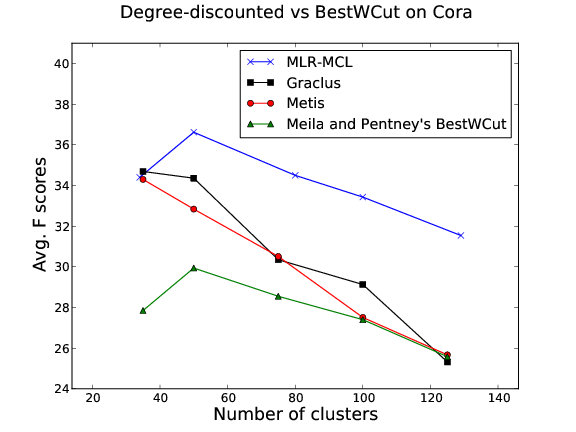 Degree-discounted vs BestWCut on Cora
MLR-MCL
Graclus
Metis
Meila and Pentney's BestWCut
Avg. F scores
40
38
36
34
32
30
28
26
24
20
40
60
80
100
120
140
Number of clusters